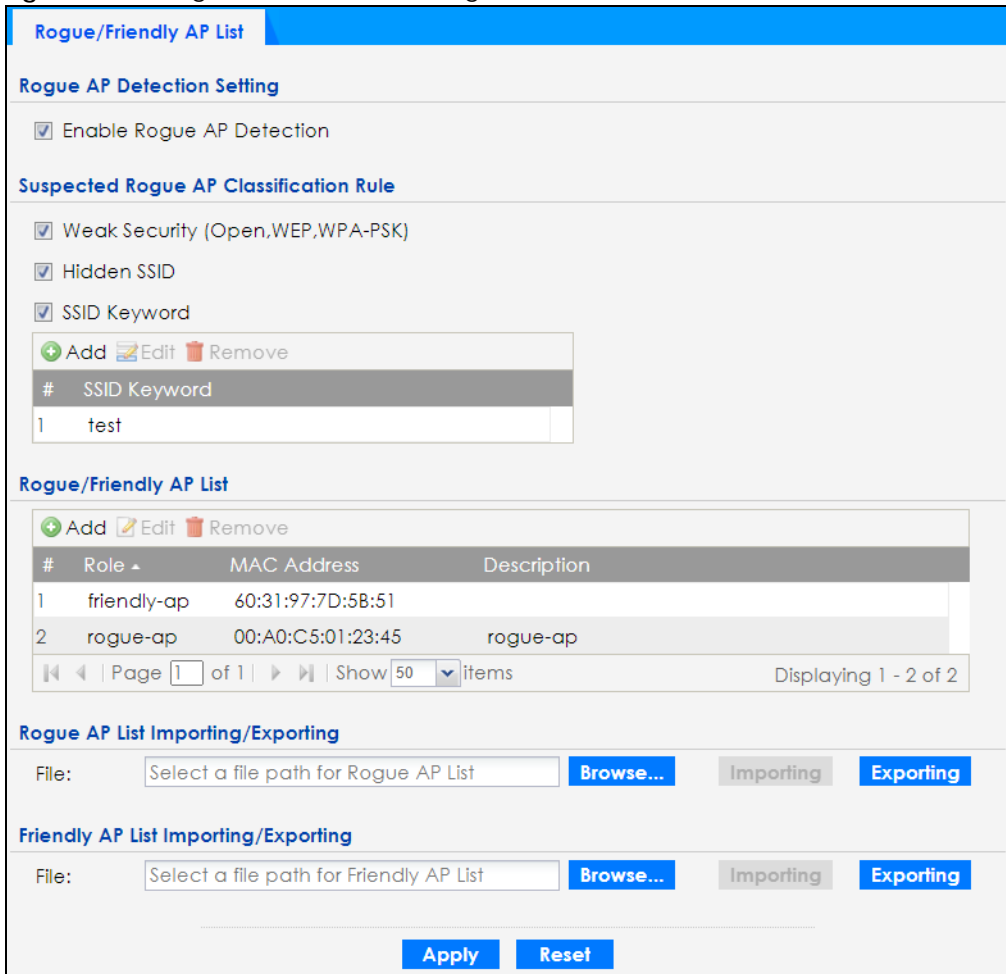 Rogue/Friendly AP List
Rogue AP Detection Setting
Enable Rogue AP Detection
Suspected Rogue AP Classification Rule
Weak Security (Open,WEP,WPA-PSK)
Hidden SSID
SSID Keyword
Add Edit Remove
# SSID Keyword
1 test
Rogue/Friendly AP List
Add Edit Remove
# Role MAC Address Description
1 friendly-ap 60:31:97:7D:5B:51
2 rogue-ap 00:A0:C5:01:23:45 rogue-ap
Page 1 of 1 Show 50 items Displaying 1 - 2 of 2
Rogue AP List Importing/Exporting
File: Select a file path for Rogue AP List Browse... Importing Exporting
Friendly AP List Importing/Exporting
File: Select a file path for Friendly AP List Browse... Importing Exporting
Apply Reset